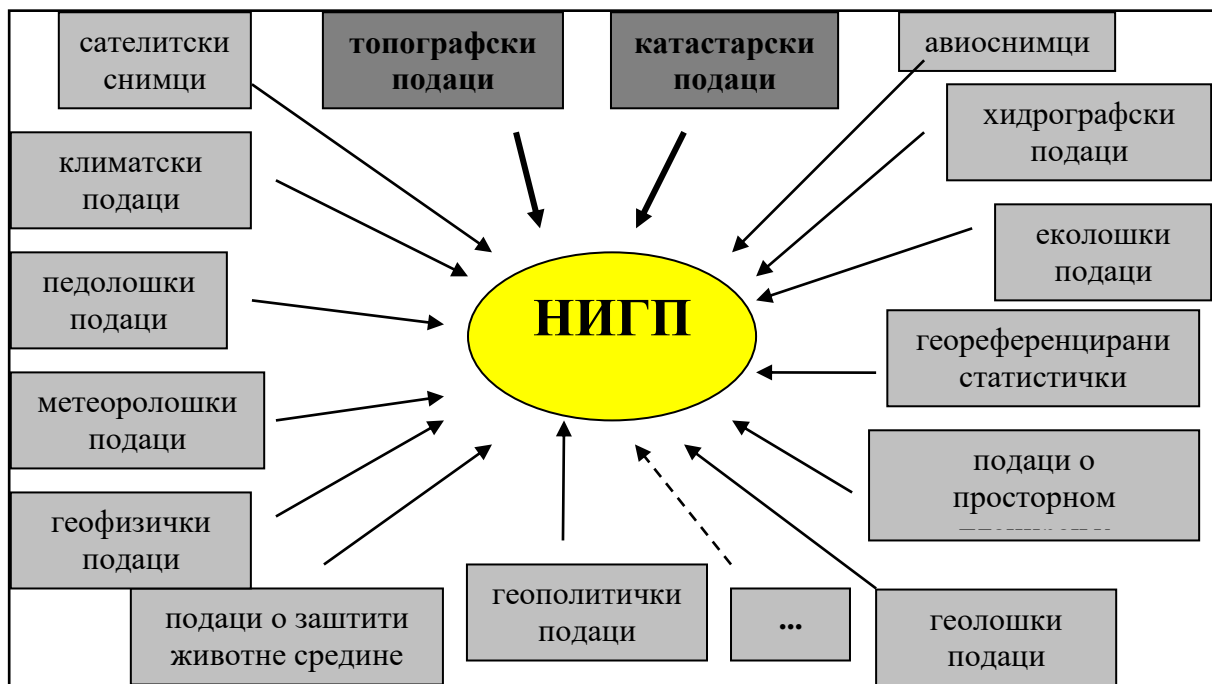 сателитски
снимци
топографски
подаци
катастарски
подаци
авиоснимци
хидрографски
подаци
климатски
подаци
еколошки
подаци
педолошки
подаци
НИГП
георeференцирани
статистички
метеоролошки
подаци
подаци о
просторном
геофизички
подаци
подаци о заштити
животне средине
геополитички
подаци
...
геолошки
подаци